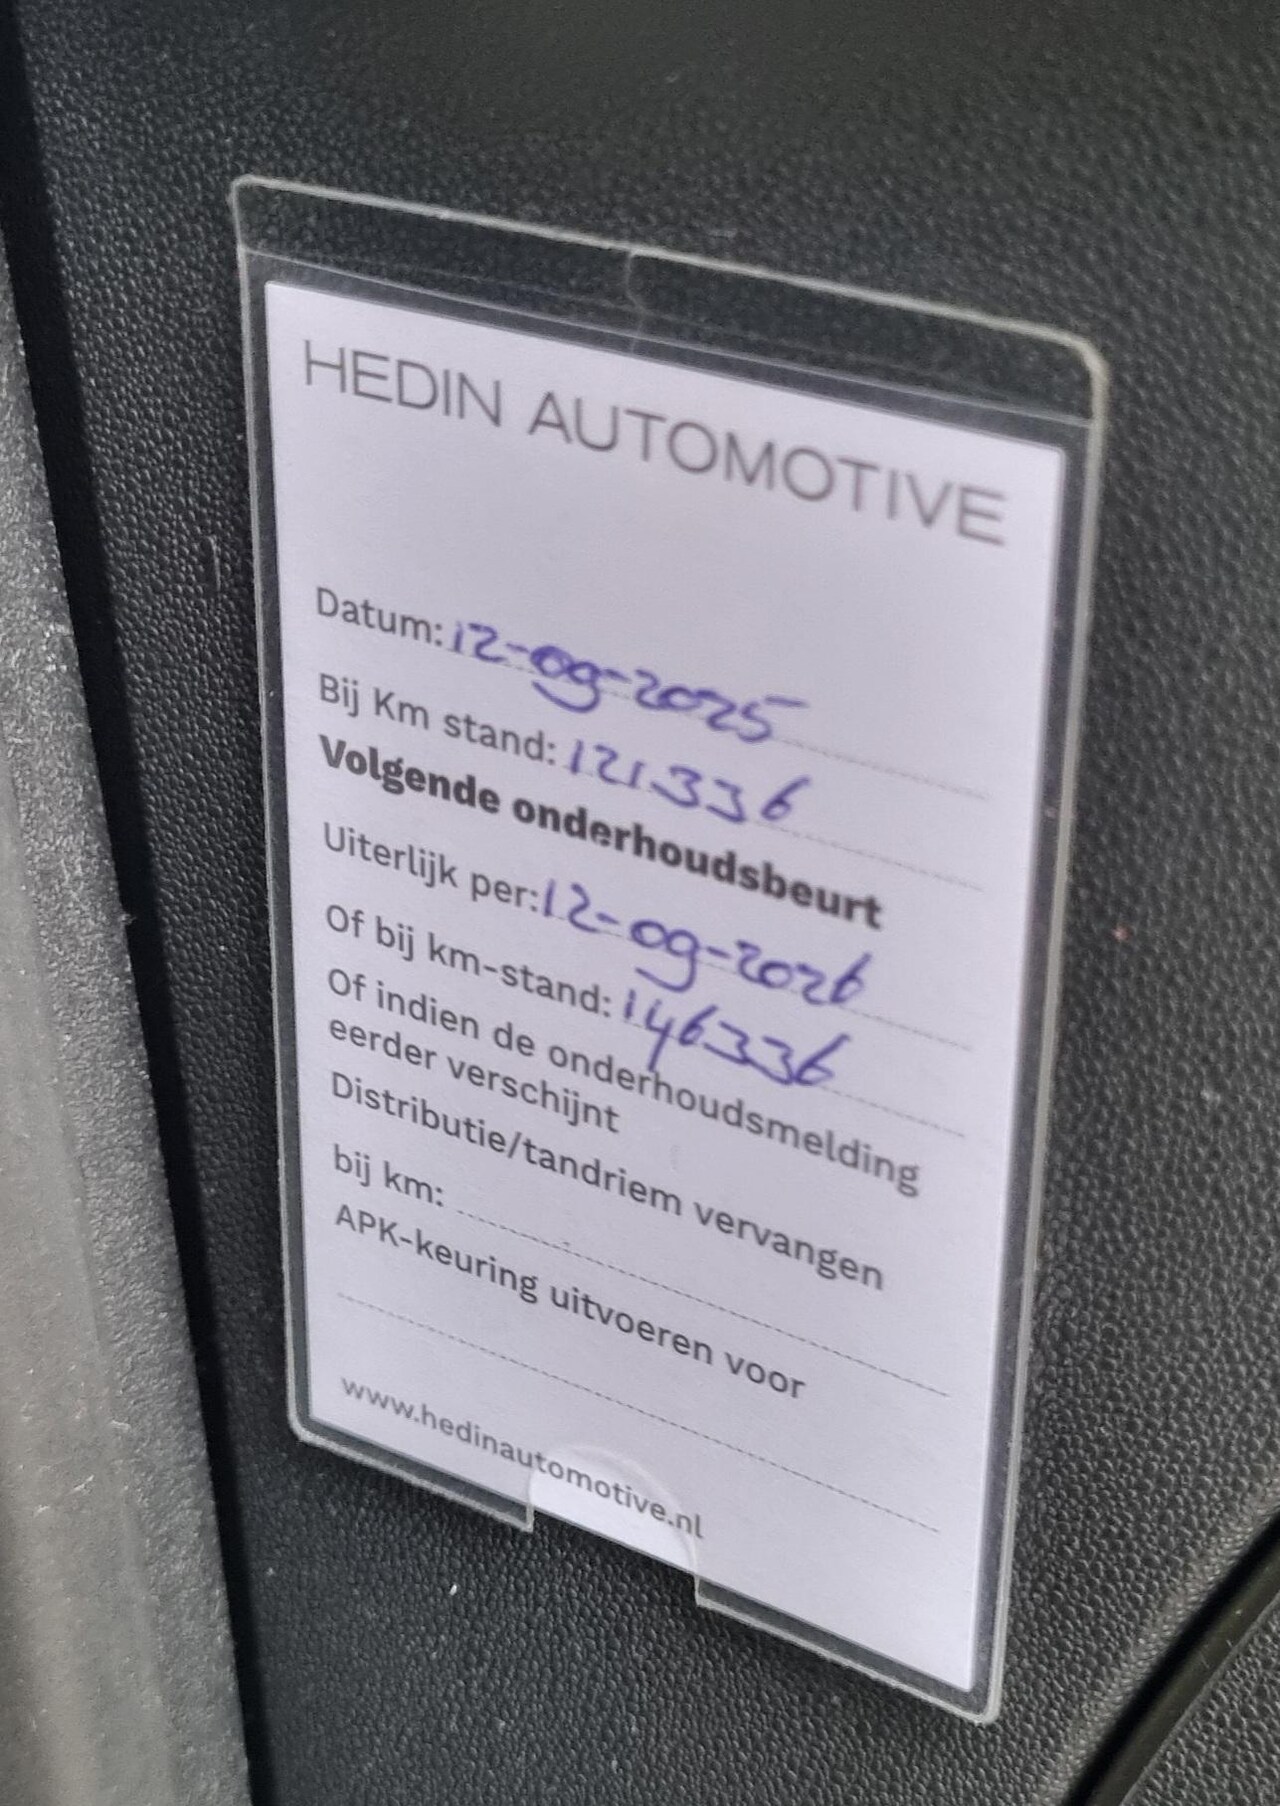 HEDIN AUTOMOTIVE
Datum: 12-09-2025
Bij Km stand: 121336
Volgende onderhoudsbeurt
Uiterlijk per: 12-09-2026
Of bij km-stand: 146336
Of indien de onderhoudsmelding
eerder verschijnt
Distributie/tandriem vervangen
bij km:
APK-keuring uitvoeren voor
www.hedinautomotive.nl